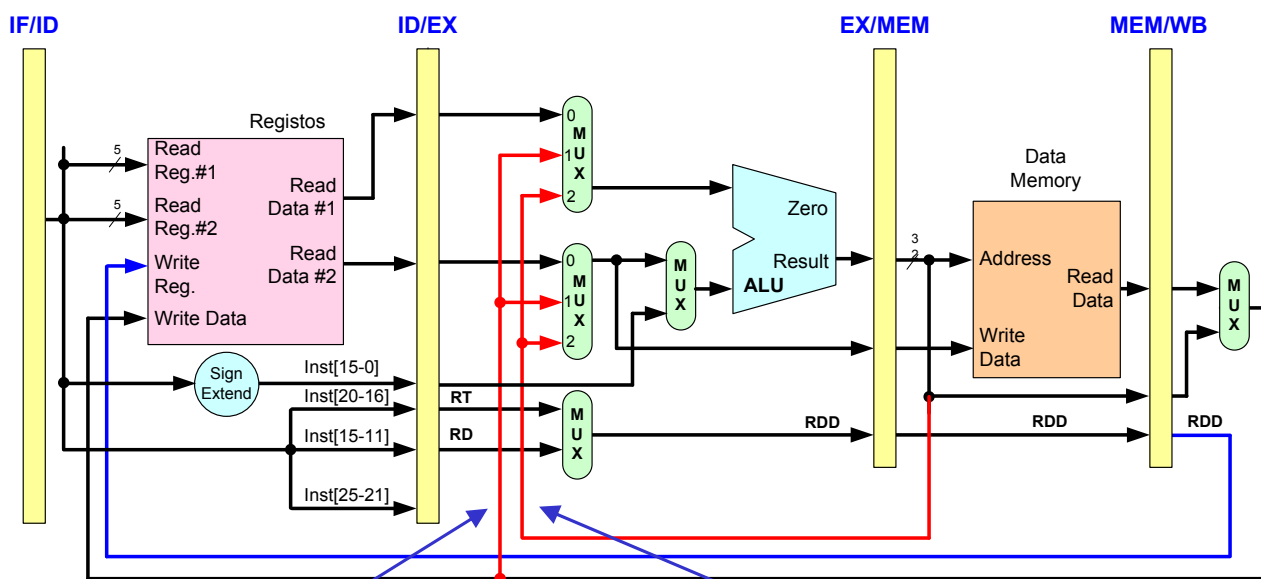 IF/ID
ID/EX
EX/MEM
MEM/WB
Registos
5
Read
Reg.#1
5
Read
Reg.#2
Write
Reg.
Write Data
Read
Data #1
Read
Data #2
Sign
Extend
Inst[15-0]
Inst[20-16]
Inst[15-11]
Inst[25-21]
RT
RD
0
1
2
M
U
X
0
1
2
M
U
X
M
U
X
M
U
X
Zero
Result
ALU
RDD
3
2
Data
Memory
Address
Read
Data
Write
Data
RDD
RDD
M
U
X